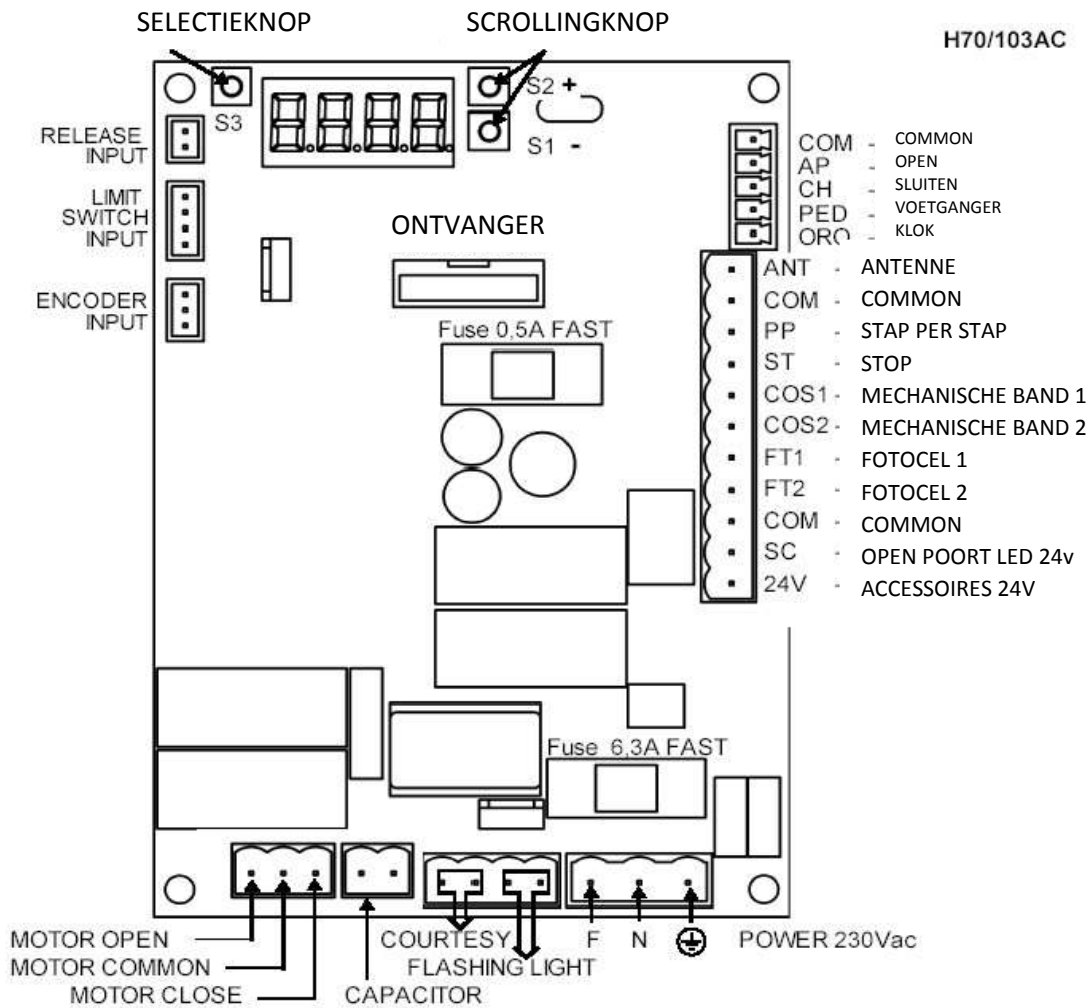 SELECTIEKNOP
SCROLLINGKNOP
H70/103AC
S3
S2 +
S1 -
RELEASE
INPUT
LIMIT
SWITCH
INPUT
ENCODER
INPUT
ONTVANGER
Fuse 0,5A FAST
COM - COMMON
AP - OPEN
CH - SLUITEN
PED - VOETGANGER
ORO - KLOK
ANT - ANTENNE
COM - COMMON
PP - STAP PER STAP
ST - STOP
COS1 - MECHANISCHE BAND 1
COS2 - MECHANISCHE BAND 2
FT1 - FOTOCEL 1
FT2 - FOTOCEL 2
COM - COMMON
SC - OPEN POORT LED 24v
24V - ACCESSOIRES 24V
Fuse 6,3A FAST
MOTOR OPEN
MOTOR COMMON
MOTOR CLOSE
CAPACITOR
COURTESY
FLASHING LIGHT
F N POWER 230Vac